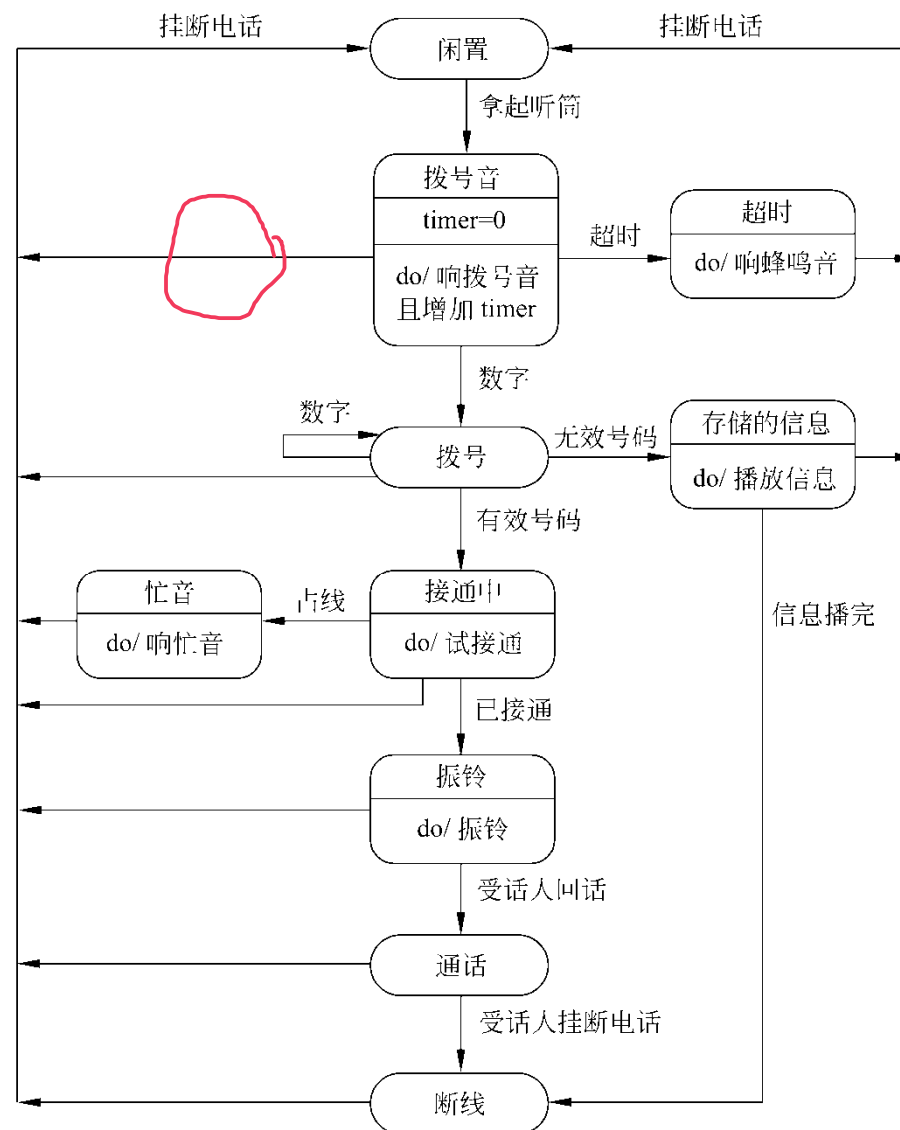 挂断电话
闲置
挂断电话
拿起听筒
拨号音
timer=0
do/ 响拨号音
且增加 timer
超时
超时
do/ 响蜂鸣音
数字
数字
拨号
无效号码
存储的信息
do/ 播放信息
有效号码
忙音
do/ 响忙音
占线
接通中
do/ 试接通
信息播完
已接通
振铃
do/ 振铃
受话人回话
通话
受话人挂断电话
断线